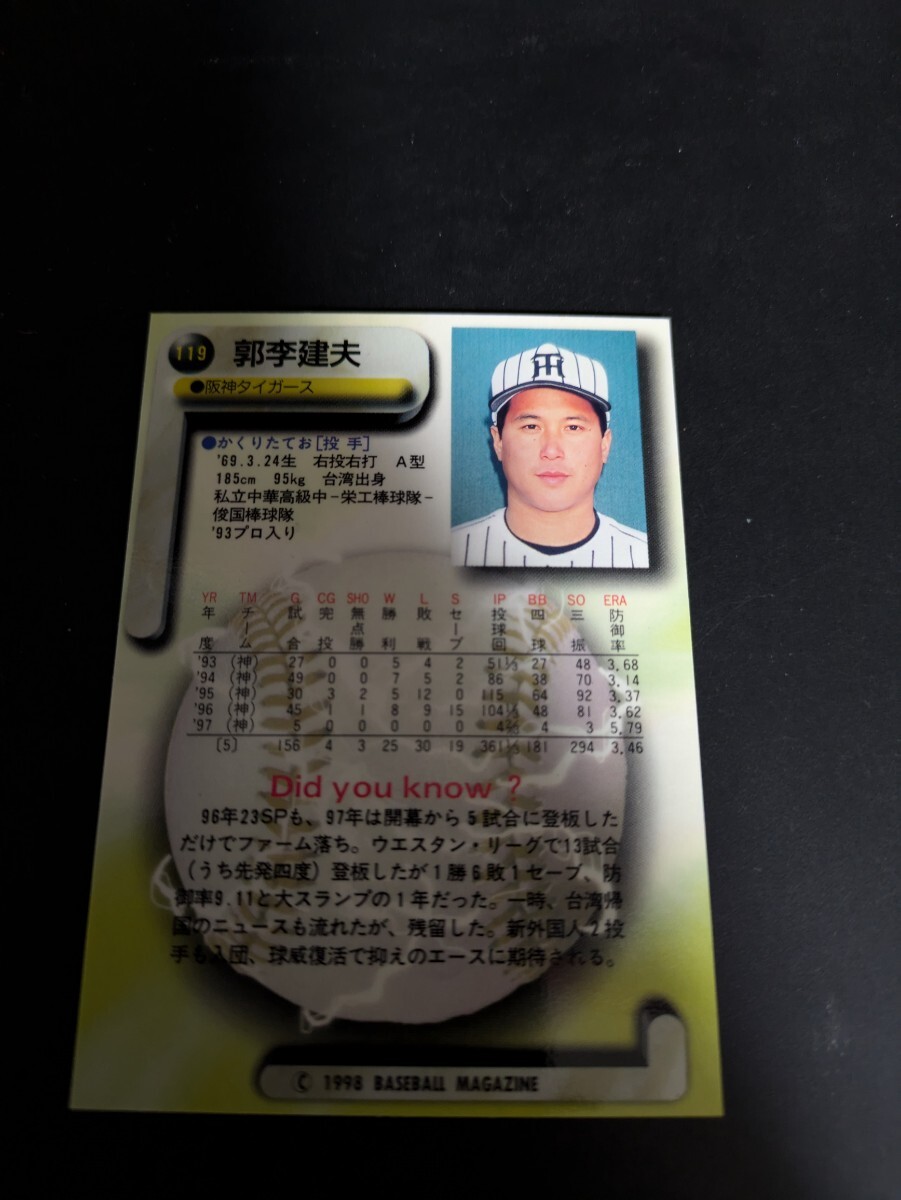 119 郭李建夫
●阪神タイガース
●かくりたてお[投手]
'69.3.24生 右投右打 A型
185cm 95kg 台湾出身
私立中華高級中-栄工棒球隊-
俊国棒球隊
'93プロ入り
YR TM G CG SHO W L S IP BB SO ERA
年度 チーム 試合 完投 無点勝 勝利 敗戦 セーブ 投球回 四球 三振 防御率
'93 (神) 27 0 0 5 4 2 51⅓ 27 48 3.68
'94 (神) 49 0 0 7 5 2 86 38 70 3.14
'95 (神) 30 3 2 5 12 0 115 64 92 3.37
'96 (神) 45 1 1 8 9 15 104⅓ 48 81 3.62
'97 (神) 5 0 0 0 0 0 4⅔ 4 3 5.79
[5] 156 4 3 25 30 19 361⅓ 181 294 3.46
Did you know ?
96年23SPも、97年は開幕から5試合に登板した
だけでファーム落ち。ウエスタン・リーグで13試合
(うち先発四度)登板したが1勝6敗1セーブ、防
御率9.11と大スランプの1年だった。一時、台湾帰
国のニュースも流れたが、残留した。新外国人2投
手も入団、球威復活で抑えのエースに期待される。
© 1998 BASEBALL MAGAZINE